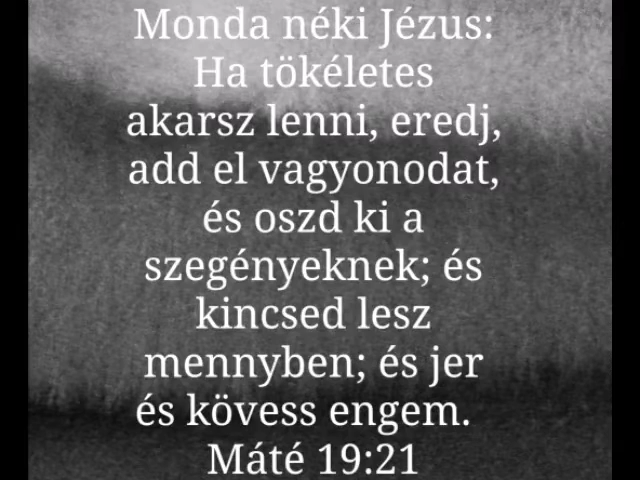 Monda néki Jézus:
Ha tökéletes
akarsz lenni, eredj,
add el vagyonodat,
és oszd ki a
szegényeknek; és
kincsed lesz
mennyben; és jer
és kövess engem.
Máté 19:21